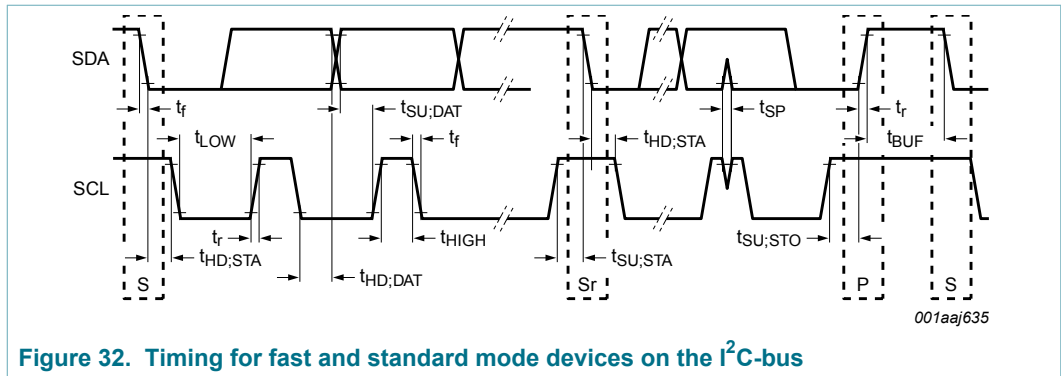 SDA
t_f
t_SU;DAT
t_SP
t_r
t_LOW
t_f
t_HD;STA
t_BUF
SCL
t_r
t_HIGH
t_SU;STO
t_HD;STA
t_HD;DAT
t_SU;STA
S
Sr
P
S
001aaj635
Figure 32. Timing for fast and standard mode devices on the I²C-bus